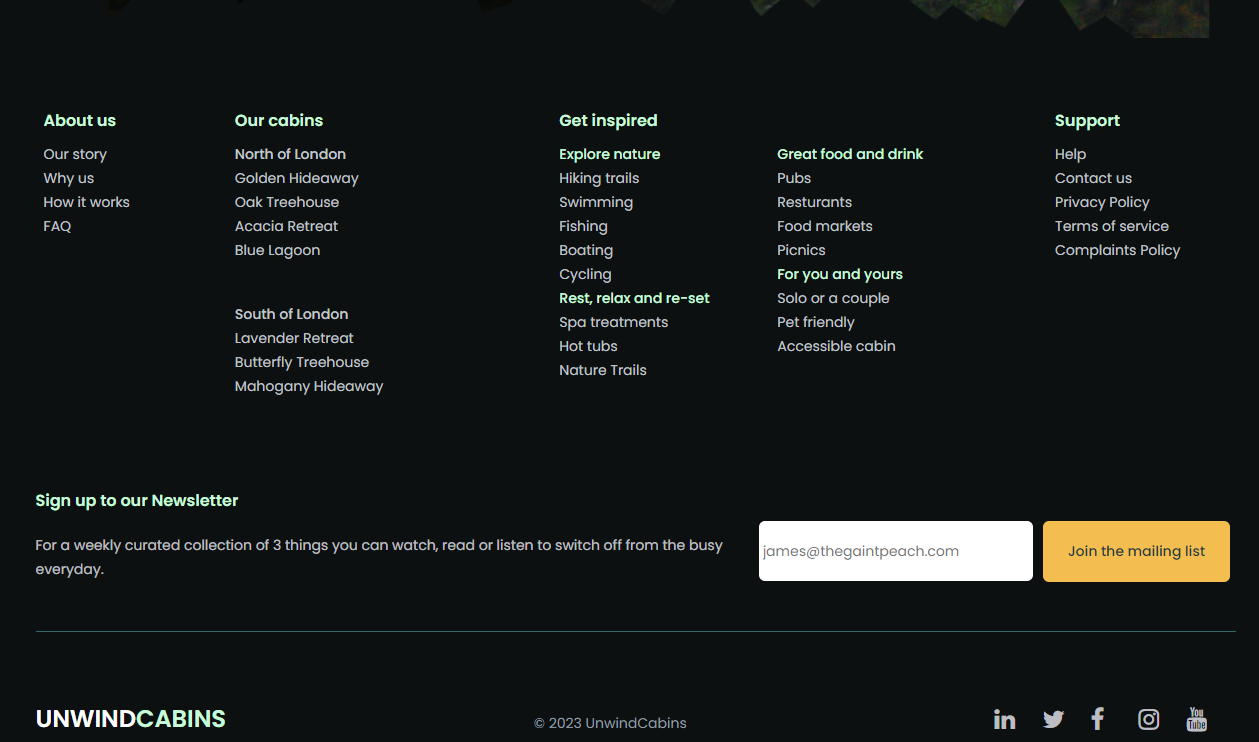 About us
Our story
Why us
How it works
FAQ
Our cabins
North of London
Golden Hideaway
Oak Treehouse
Acacia Retreat
Blue Lagoon
South of London
Lavender Retreat
Butterfly Treehouse
Mahogany Hideaway
Get inspired
Explore nature
Hiking trails
Swimming
Fishing
Boating
Cycling
Rest, relax and re-set
Spa treatments
Hot tubs
Nature Trails
Great food and drink
Pubs
Resturants
Food markets
Picnics
For you and yours
Solo or a couple
Pet friendly
Accessible cabin
Support
Help
Contact us
Privacy Policy
Terms of service
Complaints Policy
Sign up to our Newsletter
For a weekly curated collection of 3 things you can watch, read or listen to switch off from the busy
everyday.
james@thegaintpeach.com
Join the mailing list
UNWINDCABINS
© 2023 UnwindCabins
in
f
You
Tube